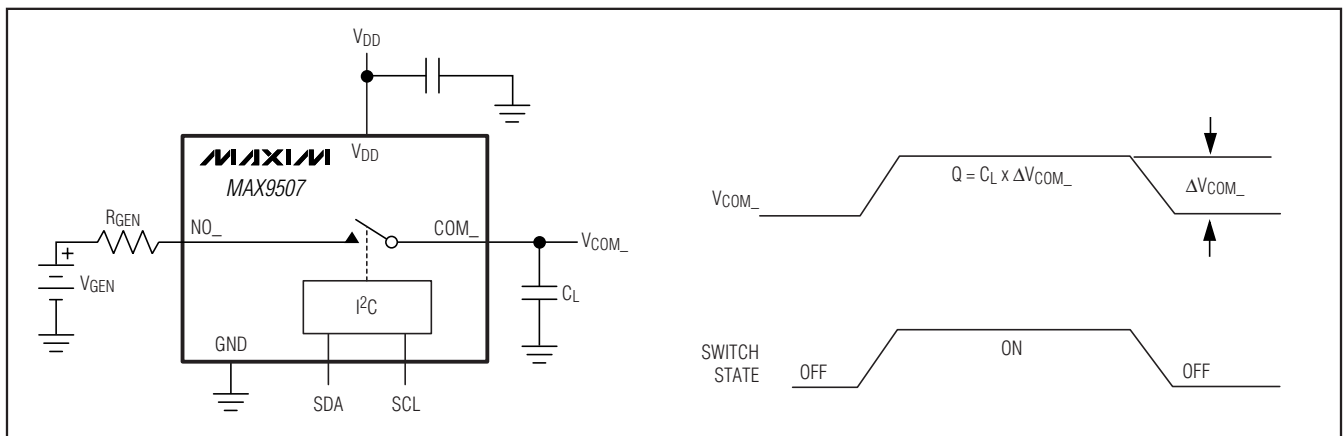 VDD
VDD
MAXIM
MAX9507
RGEN
NO_
COM_
VCOM_
+
VGEN
I2C
CL
GND
SDA
SCL
VCOM_
Q = CL x ΔVCOM_
ΔVCOM_
SWITCH
STATE
OFF
ON
OFF